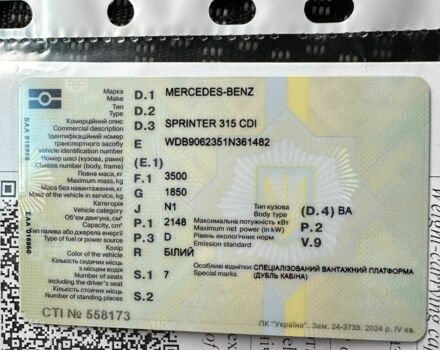 Марка D.1 MERCEDES-BENZ
Make
Тип D.2
Type
Комерційний опис D.3 SPRINTER 315 CDI
Commercial description
Ідентифікаційний номер
транспортного засобу E WDB9062351N361482
Vehicle identification number
Номер шасі (кузова, рами) (E.1)
Chassis number (body, frame)
Повна маса, кг F.1 3500
Maximum mass, kg
Маса без навантаження, кг G 1850
Mass of the vehicle in service, kg
Категорія J N1
Vehicle category
Об'єм двигуна, см³ P.1 2148
Capacity, cm³
Тип кузова (D.4) ВА
Body type
Максимальна потужність кВт P.2
Maximum net power (in kW)
Рівень екологічних норм V.9
Emission standard
палива або джерела енергії P.3 D
Type of fuel or power source
Колір R БІЛИЙ
Color of the vehicle
Кількість сидячих місць
з місцем водія S.1 7
Number of seats
including the driver's seat
Особливі відмітки: СПЕЦІАЛІЗОВАНИЙ ВАНТАЖНИЙ ПЛАТФОРМА
Special marks (ДУБЛЬ КАБІНА)
Кількість стоячих місць S.2
Number of standing places
СТІ № 558173
ПК "Україна". Зам. 24-3739. 2024 р. IV кв.